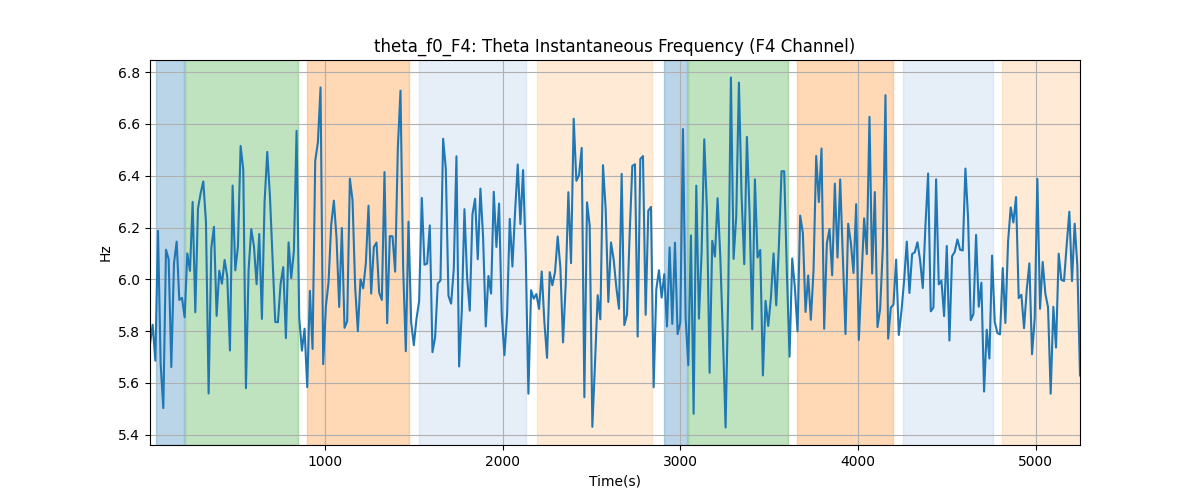 theta_f0_F4: Theta Instantaneous Frequency (F4 Channel)
6.8
6.6
6.4
6.2
6.0
5.8
5.6
5.4
Hz
1000 2000 3000 4000 5000
Time(s)